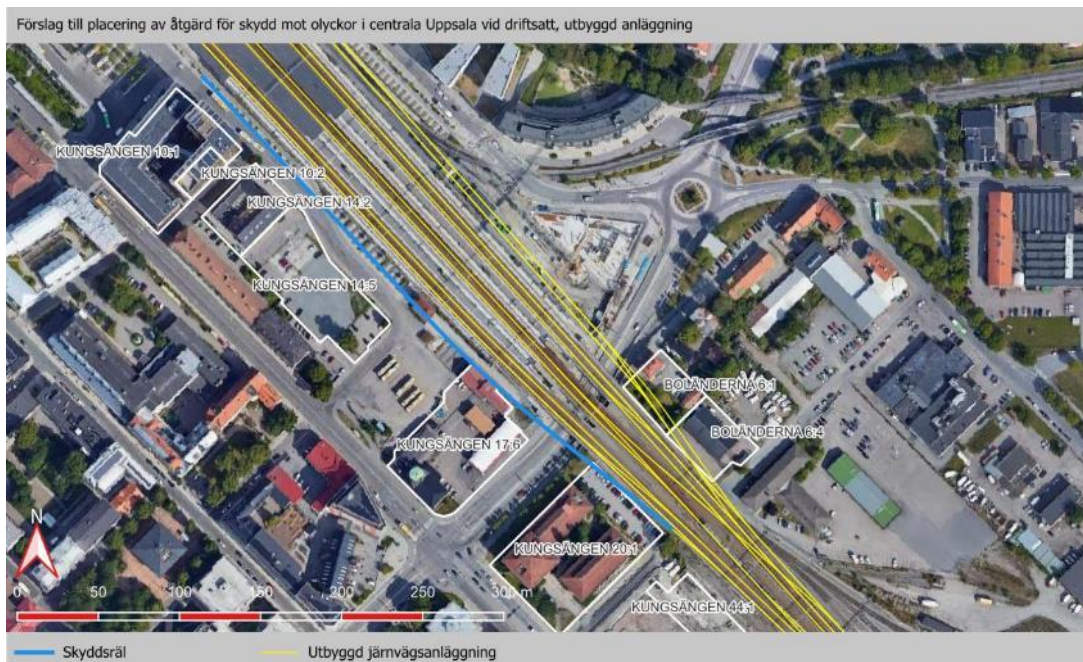 Förslag till placering av åtgärd för skydd mot olyckor i centrala Uppsala vid driftsatt, utbyggd anläggning
KUNGSÄNGEN 10:1
KUNGSÄNGEN 10:2
KUNGSÄNGEN 14:2
KUNGSÄNGEN 14:5
BOLÄNDERNA 6:1
BOLÄNDERNA 6:4
KUNGSÄNGEN 17:6
KUNGSÄNGEN 20:1
KUNGSÄNGEN 44:1
N
0 50 100 150 200 250 300 m
Skyddsräl Utbyggd järnvägsanläggning